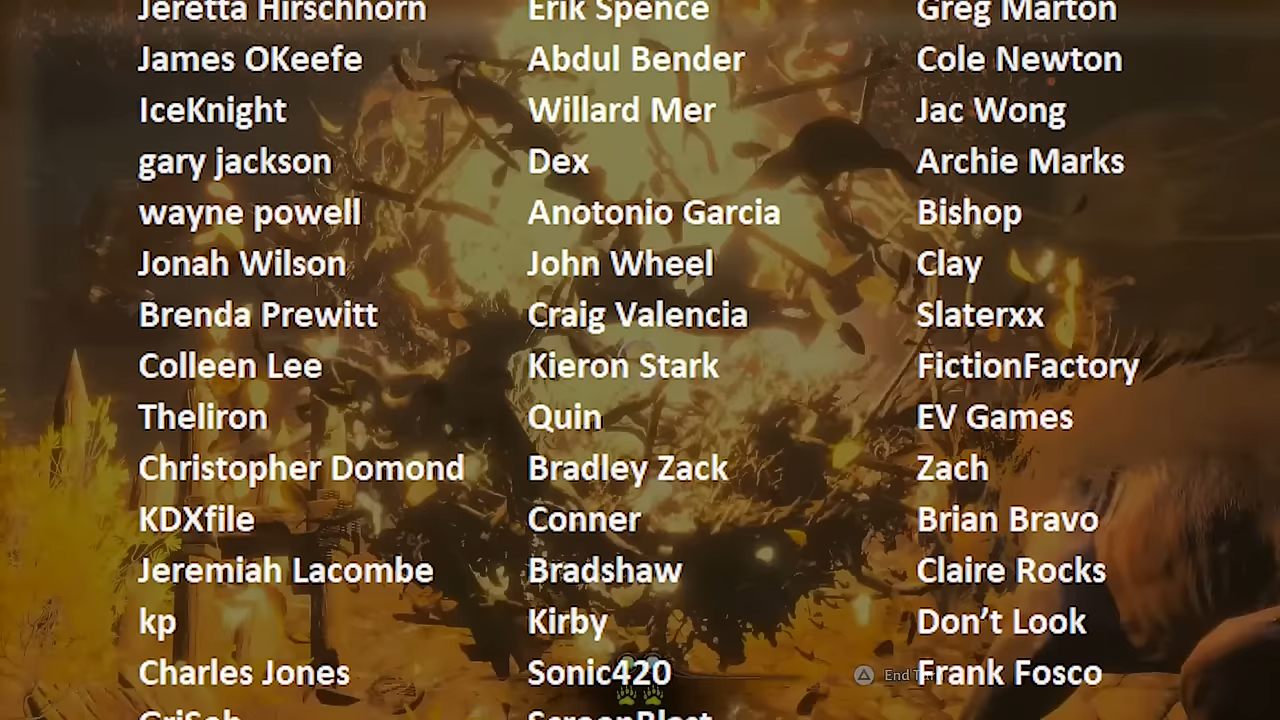 Jeretta Hirschhorn Erik Spence Greg Marton
James OKeefe Abdul Bender Cole Newton
IceKnight Willard Mer Jac Wong
gary jackson Dex Archie Marks
wayne powell Anotonio Garcia Bishop
Jonah Wilson John Wheel Clay
Brenda Prewitt Craig Valencia Slaterxx
Colleen Lee Kieron Stark FictionFactory
Theliron Quin EV Games
Christopher Domond Bradley Zack Zach
KDXfile Conner Brian Bravo
Jeremiah Lacombe Bradshaw Claire Rocks
kp Kirby Don’t Look
Charles Jones Sonic420 End Frank Fosco